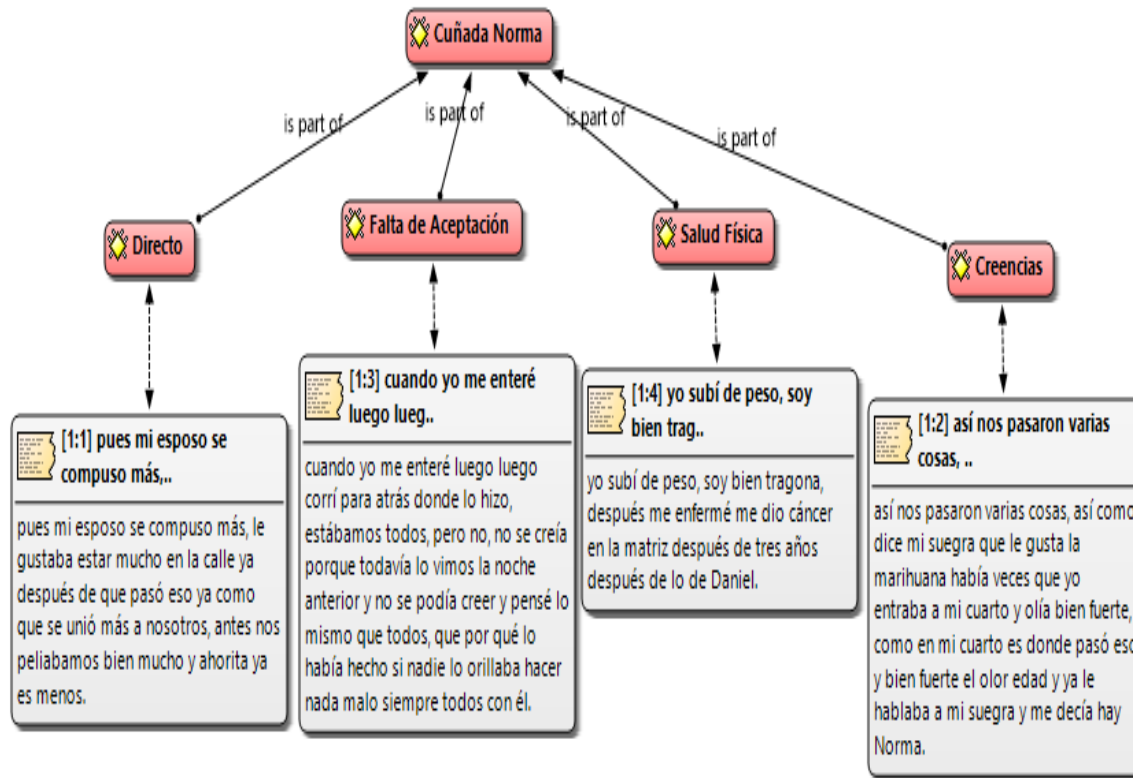 Cuñada Norma
is part of
is part of
is part of
is part of
Directo
Falta de Aceptación
Salud Física
Creencias
[1:1] pues mi esposo se
compuso más,..
pues mi esposo se compuso más, le
gustaba estar mucho en la calle ya
después de que pasó eso ya como
que se unió más a nosotros, antes nos
peliabamos bien mucho y ahorita ya
es menos.
[1:3] cuando yo me enteré
luego lueg..
cuando yo me enteré luego luego
corrí para atrás donde lo hizo,
estábamos todos, pero no, no se creía
porque todavía lo vimos la noche
anterior y no se podía creer y pensé lo
mismo que todos, que por qué lo
había hecho si nadie lo orillaba hacer
nada malo siempre todos con él.
[1:4] yo subí de peso, soy
bien trag..
yo subí de peso, soy bien tragona,
después me enfermé me dio cáncer
en la matriz después de tres años
después de lo de Daniel.
[1:2] así nos pasaron varias
cosas, ..
así nos pasaron varias cosas, así como
dice mi suegra que le gusta la
marihuana había veces que yo
entraba a mi cuarto y olía bien fuerte,
como en mi cuarto es donde pasó eso
y bien fuerte el olor edad y ya le
hablaba a mi suegra y me decía hay
Norma.